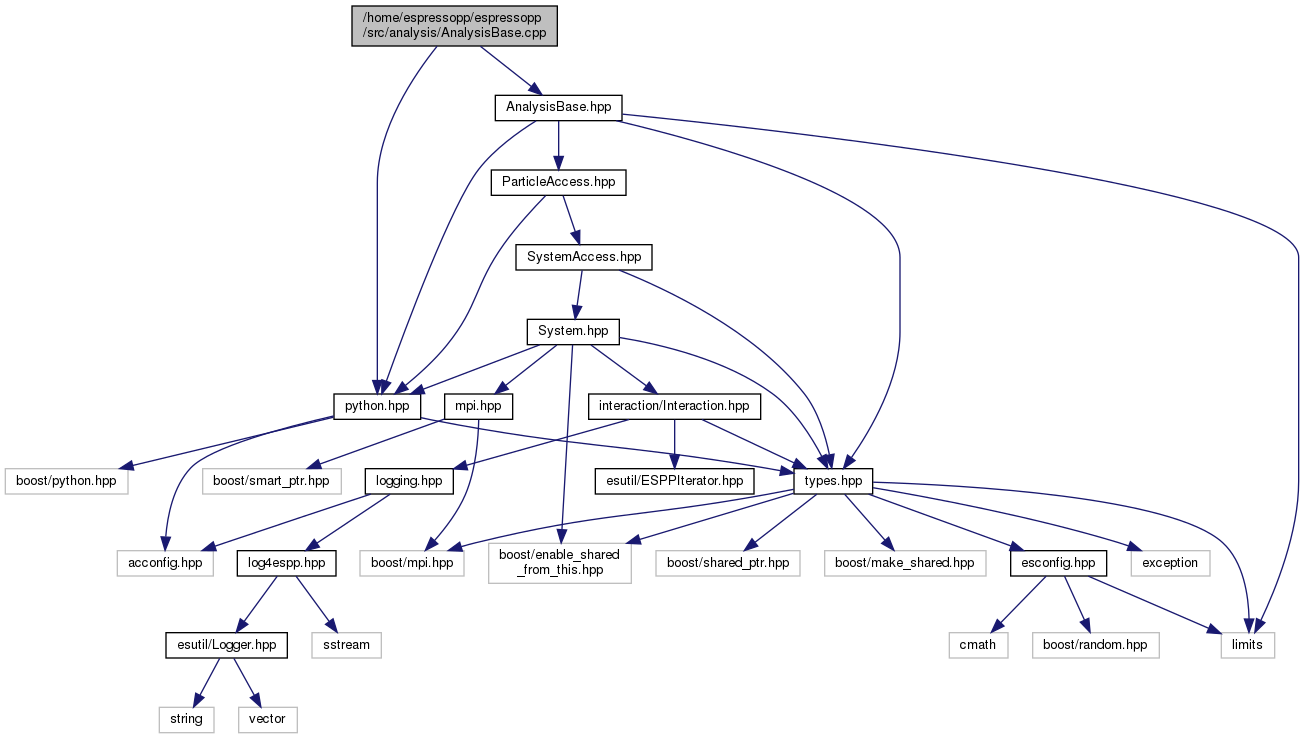 /home/espressopp/espressopp
/src/analysis/AnalysisBase.cpp
AnalysisBase.hpp
ParticleAccess.hpp
SystemAccess.hpp
System.hpp
python.hpp
mpi.hpp
interaction/Interaction.hpp
boost/python.hpp
boost/smart_ptr.hpp
logging.hpp
esutil/ESPPIterator.hpp
types.hpp
acconfig.hpp
log4espp.hpp
boost/mpi.hpp
boost/enable_shared
_from_this.hpp
boost/shared_ptr.hpp
boost/make_shared.hpp
esconfig.hpp
exception
esutil/Logger.hpp
sstream
cmath
boost/random.hpp
limits
string
vector